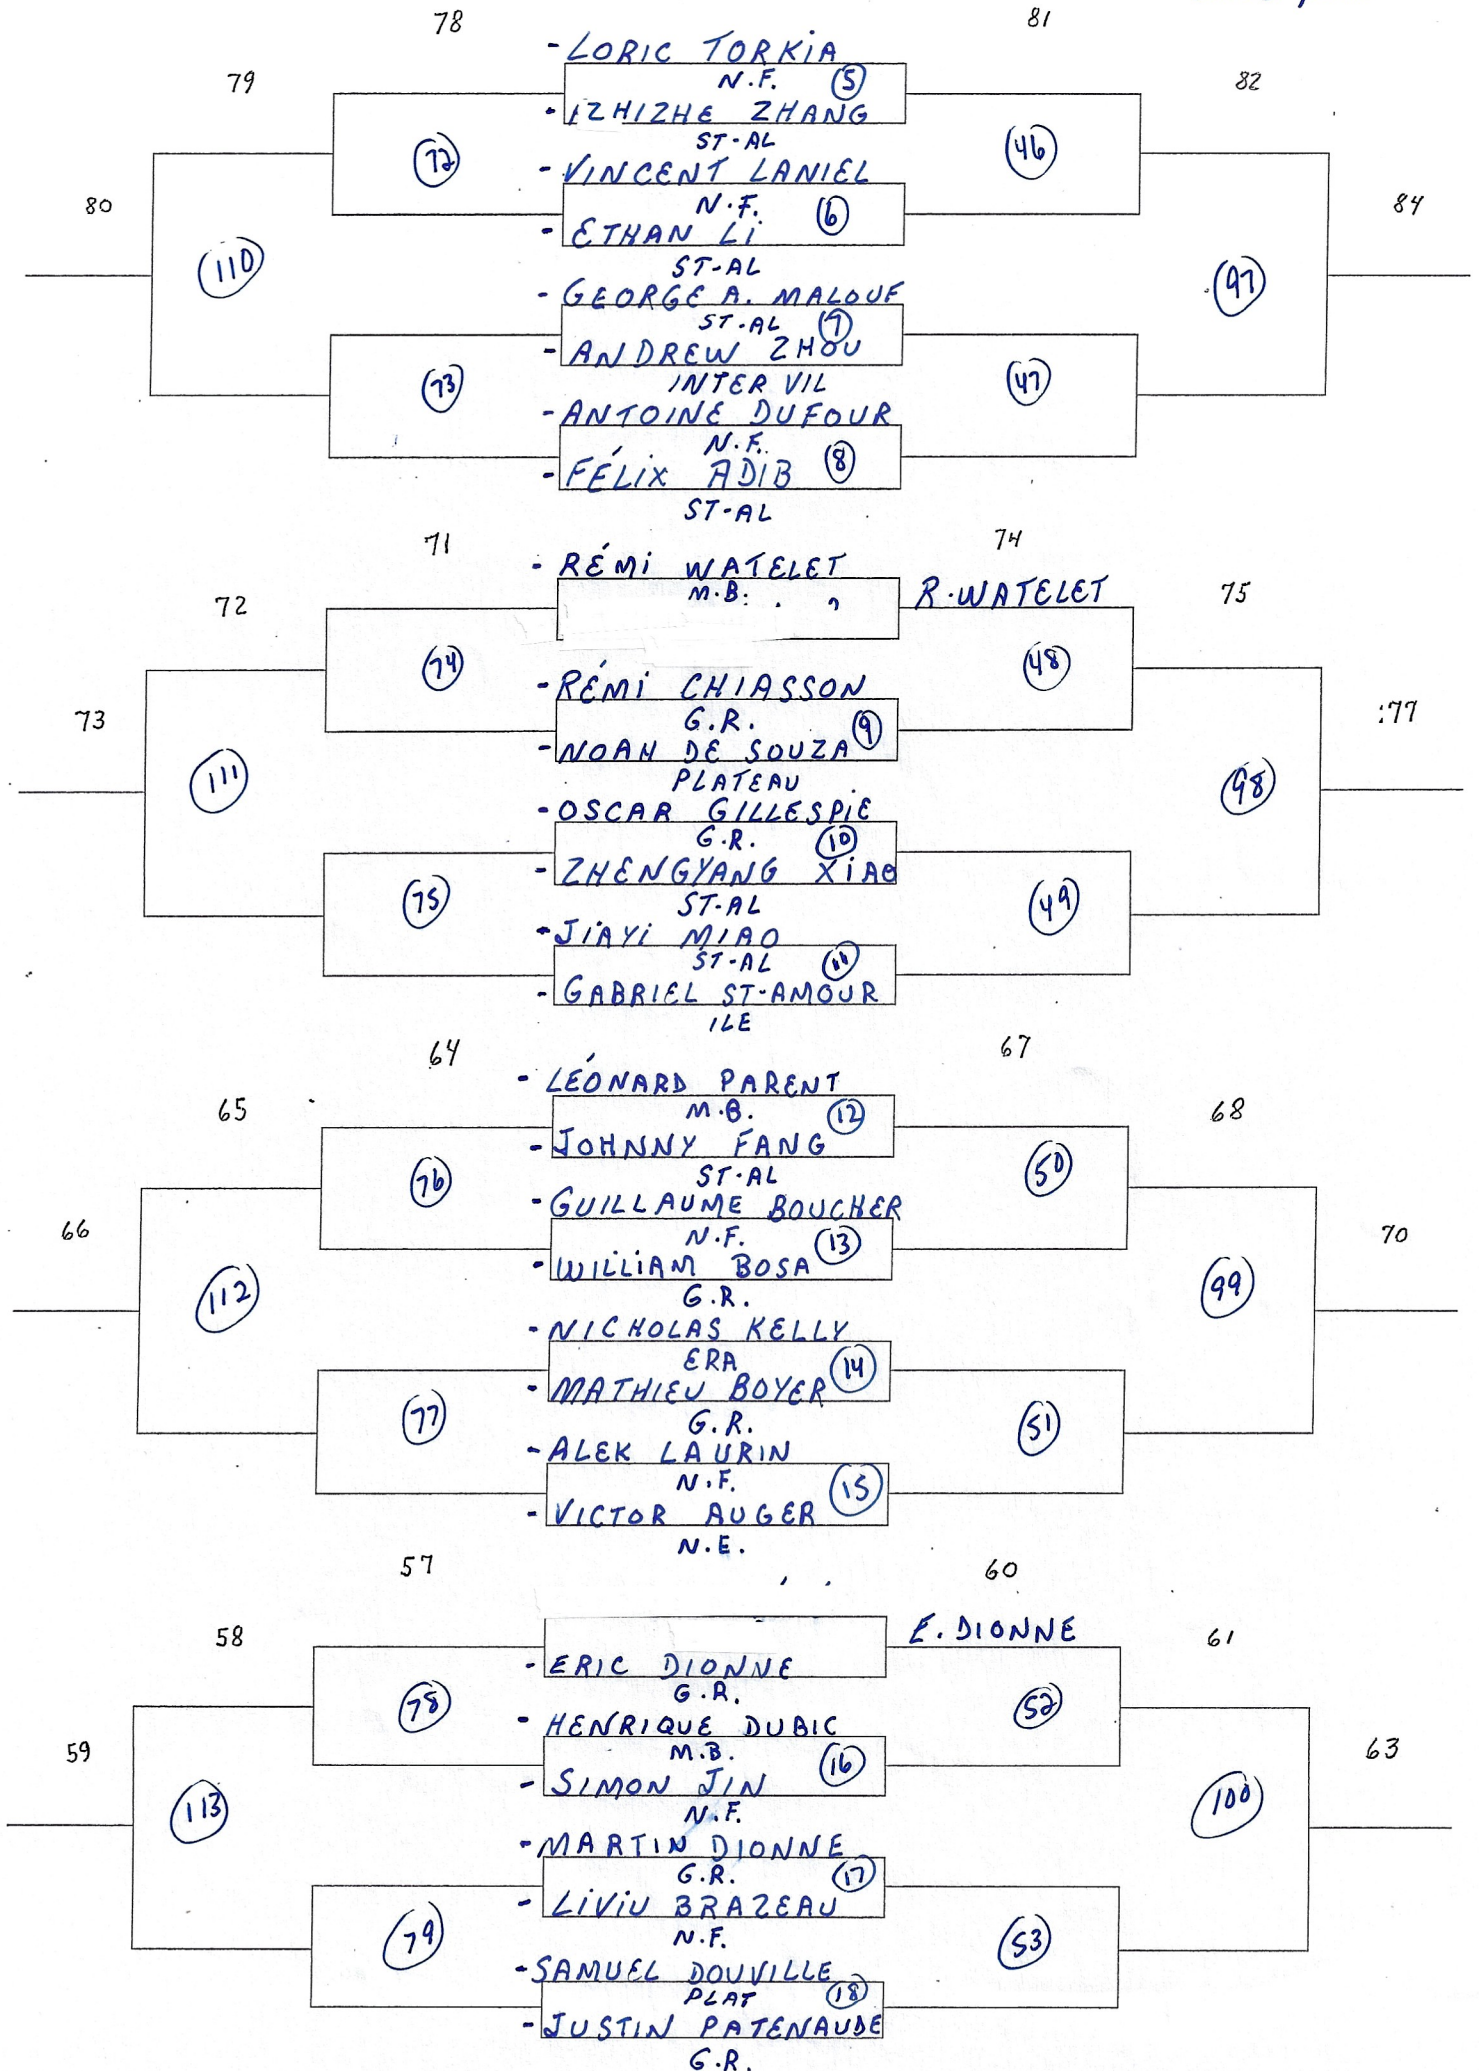 78
81
- LORIC TORKIA
79
N.F. (5)
82
- ZHIZHE ZHANG
ST-AL
(72)
(46)
- VINCENT LANIEL
80
N.F. (6)
84
- ETHAN Li
(110)
ST-AL
(97)
- GEORGE A. MALOUF
ST-AL (7)
- ANDREW ZHOU
(73)
INTER VIL
(47)
- ANTOINE DUFOUR
N.F. (8)
- FÉLIX ADIB
ST-AL
71
74
- RÉMi WATELET
72
M.B.
R. WATELET
75
(74)
(48)
- RÉMi CHIASSON
73
G.R. (9)
:77
- NOAH DE SOUZA
(111)
PLATEAU
(98)
- OSCAR GILLESPIE
G.R. (10)
- ZHENGYANG XIAO
(75)
ST-AL
(49)
- JIAYI MIAO
ST-AL (11)
- GABRIEL ST-AMOUR
ILE
64
67
- LÉONARD PARENT
65
M.B. (12)
68
- JOHNNY FANG
(76)
ST-AL
(50)
- GUILLAUME BOUCHER
66
N.F. (13)
70
- WILLIAM BOSA
(112)
G.R.
(99)
- NICHOLAS KELLY
ERA (14)
- MATHIEU BOYER
(77)
G.R.
(51)
- ALEK LAURIN
N.F. (15)
- VICTOR AUGER
N.E.
57
60
58
E. DIONNE
61
- ERIC DIONNE
(78)
G.R.
(52)
- HENRIQUE DUBIC
59
M.B. (16)
63
- SIMON JIN
(113)
N.F.
(100)
- MARTIN DIONNE
G.R. (17)
- LIVIU BRAZEAU
(79)
N.F.
(53)
- SAMUEL DOUVILLE
PLAT (18)
- JUSTIN PATENAUDE
G.R.